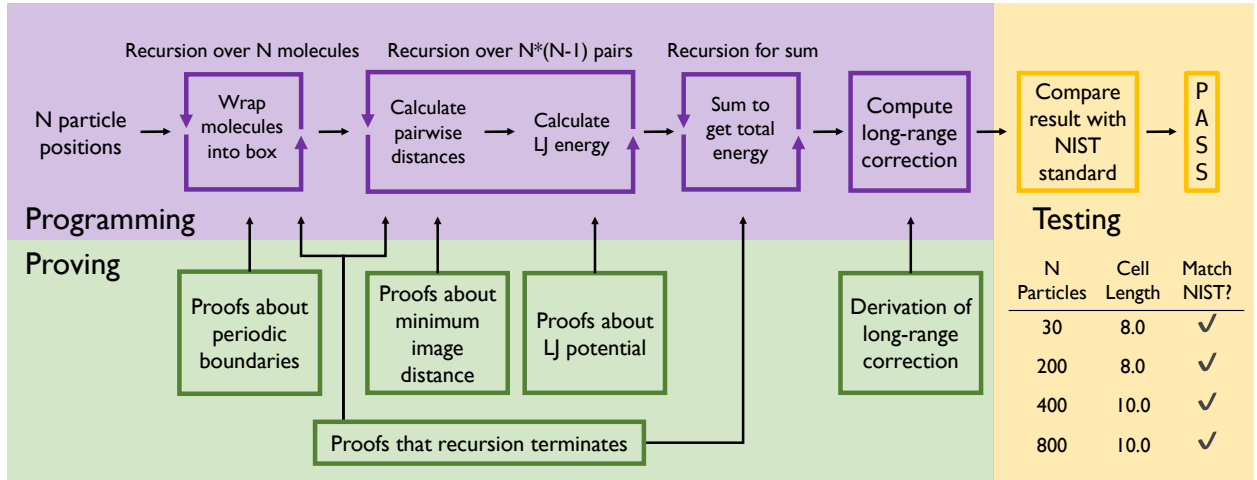 Recursion over N molecules
Recursion over N*(N-1) pairs
Recursion for sum
N particle
positions
Wrap
molecules
into box
Calculate
pairwise
distances
Calculate
LJ energy
Sum to
get total
energy
Compute
long-range
correction
Compare
result with
NIST
standard
P
A
S
S
Programming
Testing
Proving
Proofs about
periodic
boundaries
Proofs about
minimum
image
distance
Proofs about
LJ potential
Derivation of
long-range
correction
Proofs that recursion terminates
N
Particles
Cell
Length
Match
NIST?
30 8.0 ✓
200 8.0 ✓
400 10.0 ✓
800 10.0 ✓